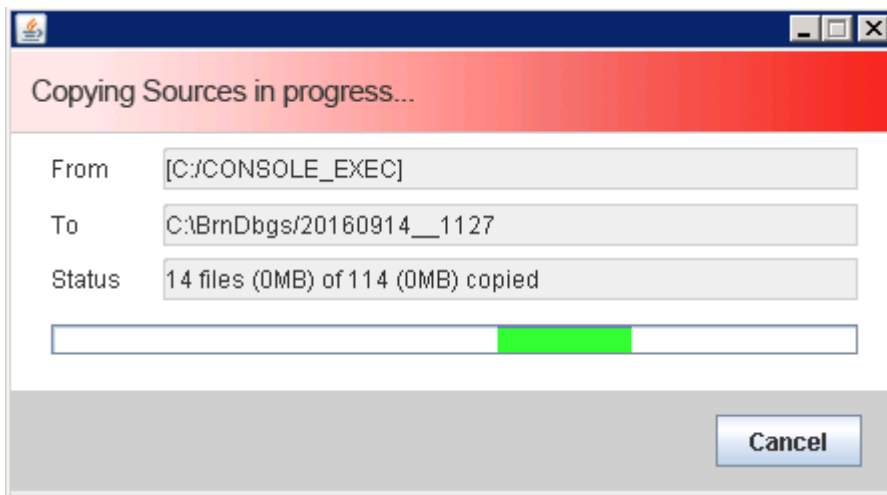 Copying Sources in progress...
From [C:/CONSOLE_EXEC]
To C:\BrnDbgs/20160914__1127
Status 14 files (0MB) of 114 (0MB) copied
Cancel